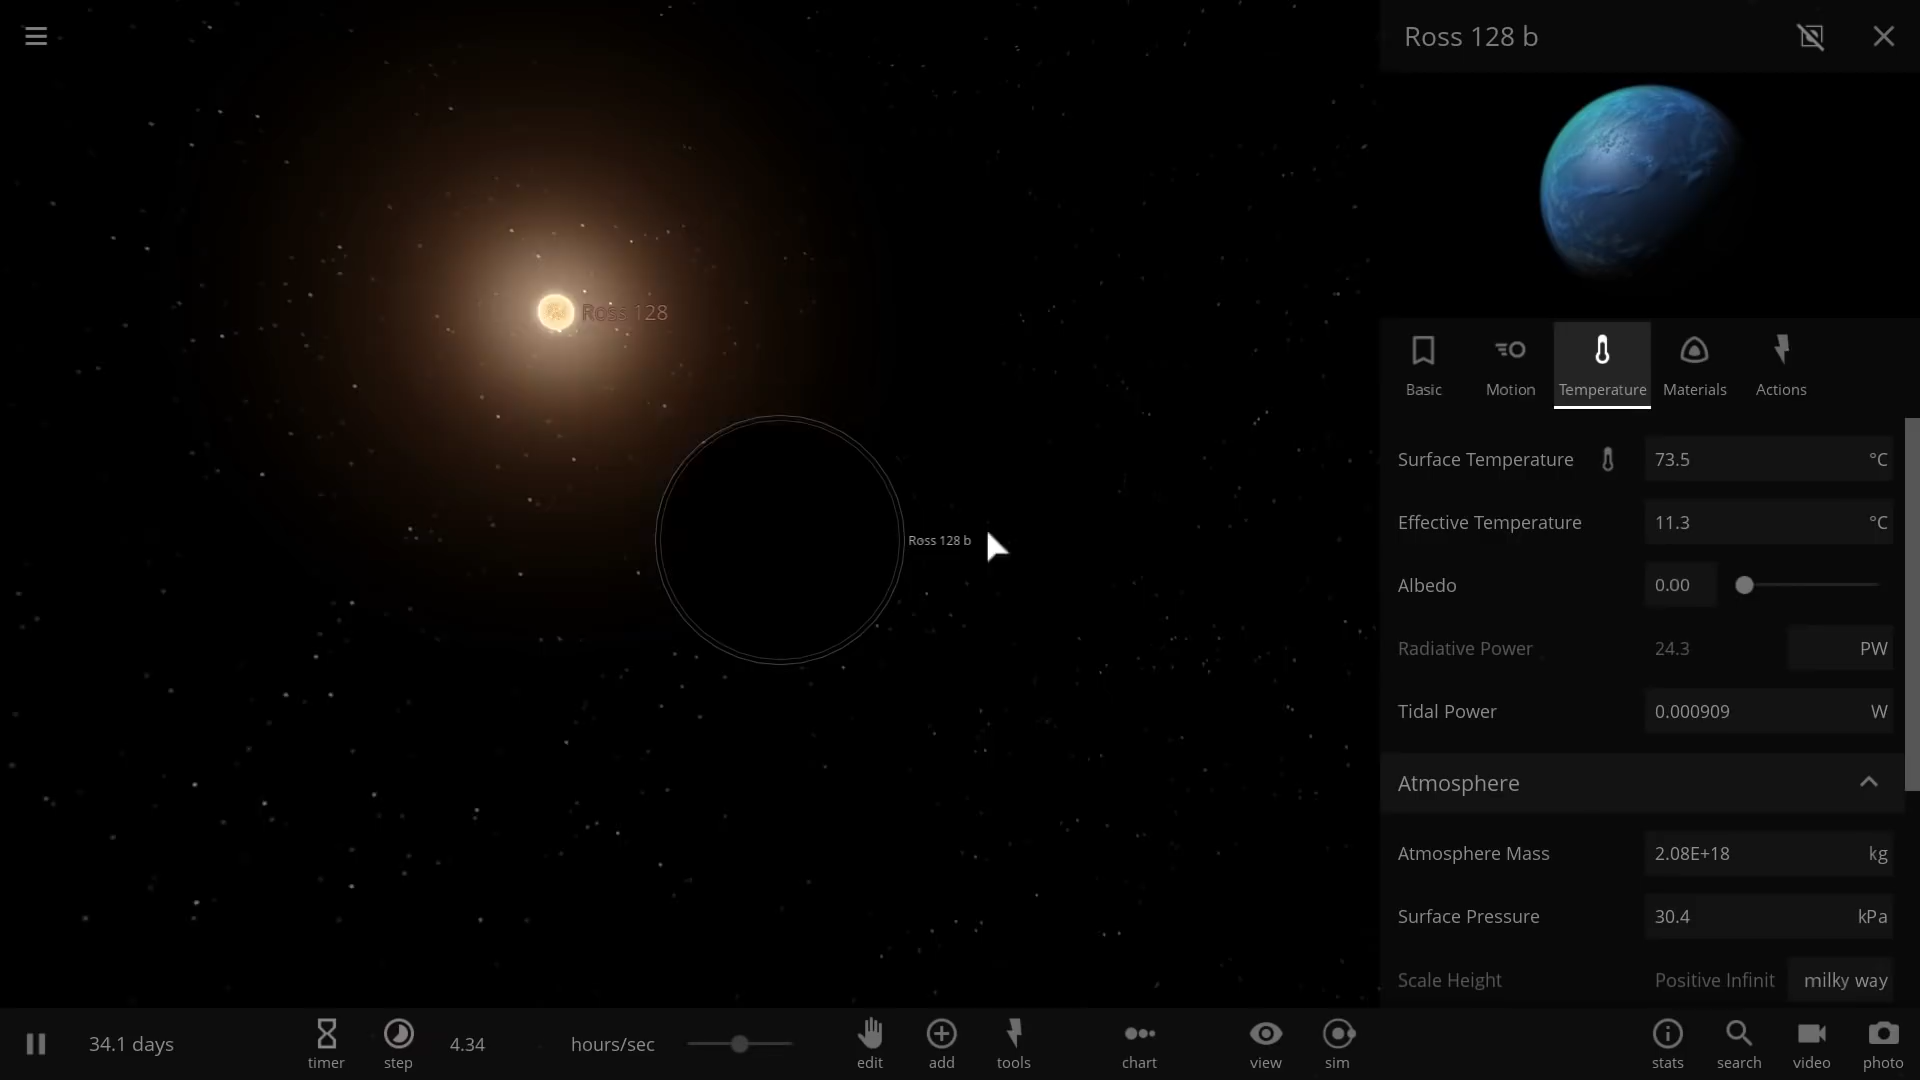 Ross 128 b
Ross 128
Ross 128 b
Basic
Motion
Temperature
Materials
Actions
Surface Temperature 73.5 °C
Effective Temperature 11.3 °C
Albedo 0.00
Radiative Power 24.3 PW
Tidal Power 0.000909 W
Atmosphere
Atmosphere Mass 2.08E+18 kg
Surface Pressure 30.4 kPa
Scale Height Positive Infinit milky way
34.1 days
timer
step
4.34 hours/sec
edit
add
tools
chart
view
sim
stats
search
video
photo